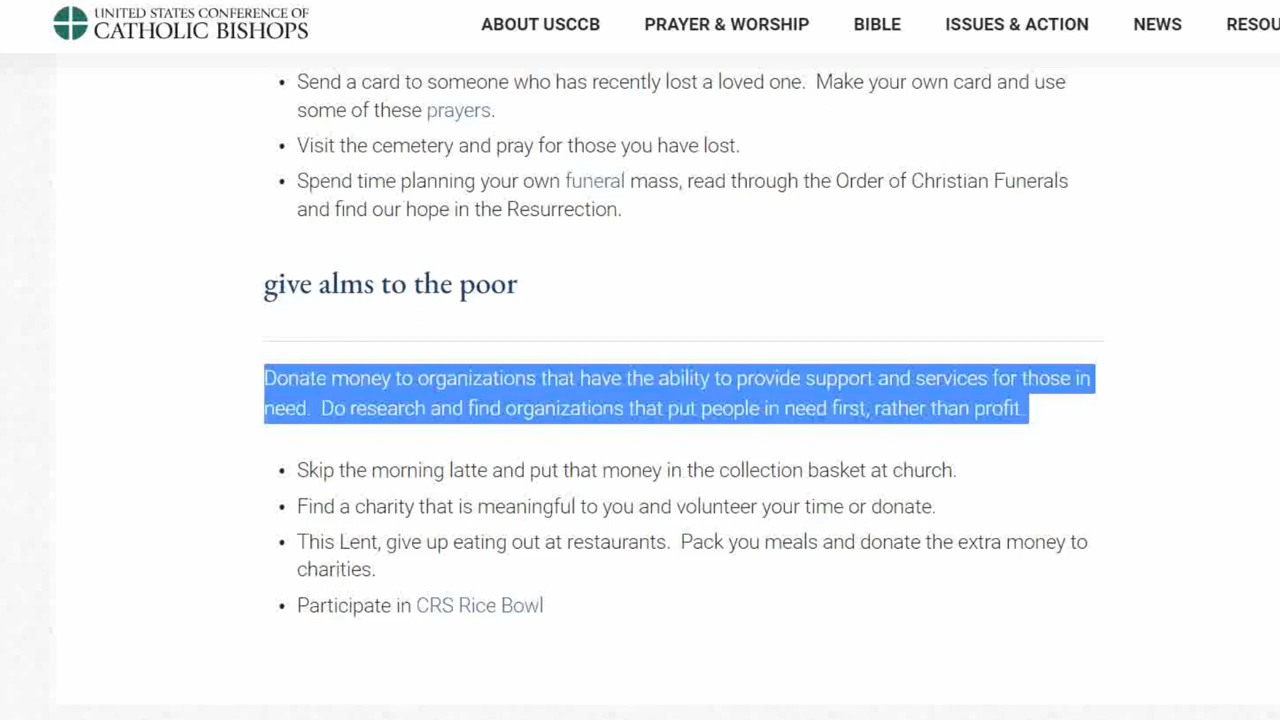 UNITED STATES CONFERENCE OF
CATHOLIC BISHOPS
ABOUT USCCB PRAYER & WORSHIP BIBLE ISSUES & ACTION NEWS RESOU
• Send a card to someone who has recently lost a loved one.  Make your own card and use
some of these prayers.
• Visit the cemetery and pray for those you have lost.
• Spend time planning your own funeral mass, read through the Order of Christian Funerals
and find our hope in the Resurrection.
give alms to the poor
Donate money to organizations that have the ability to provide support and services for those in
need.  Do research and find organizations that put people in need first, rather than profit.
• Skip the morning latte and put that money in the collection basket at church.
• Find a charity that is meaningful to you and volunteer your time or donate.
• This Lent, give up eating out at restaurants.  Pack you meals and donate the extra money to
charities.
• Participate in CRS Rice Bowl